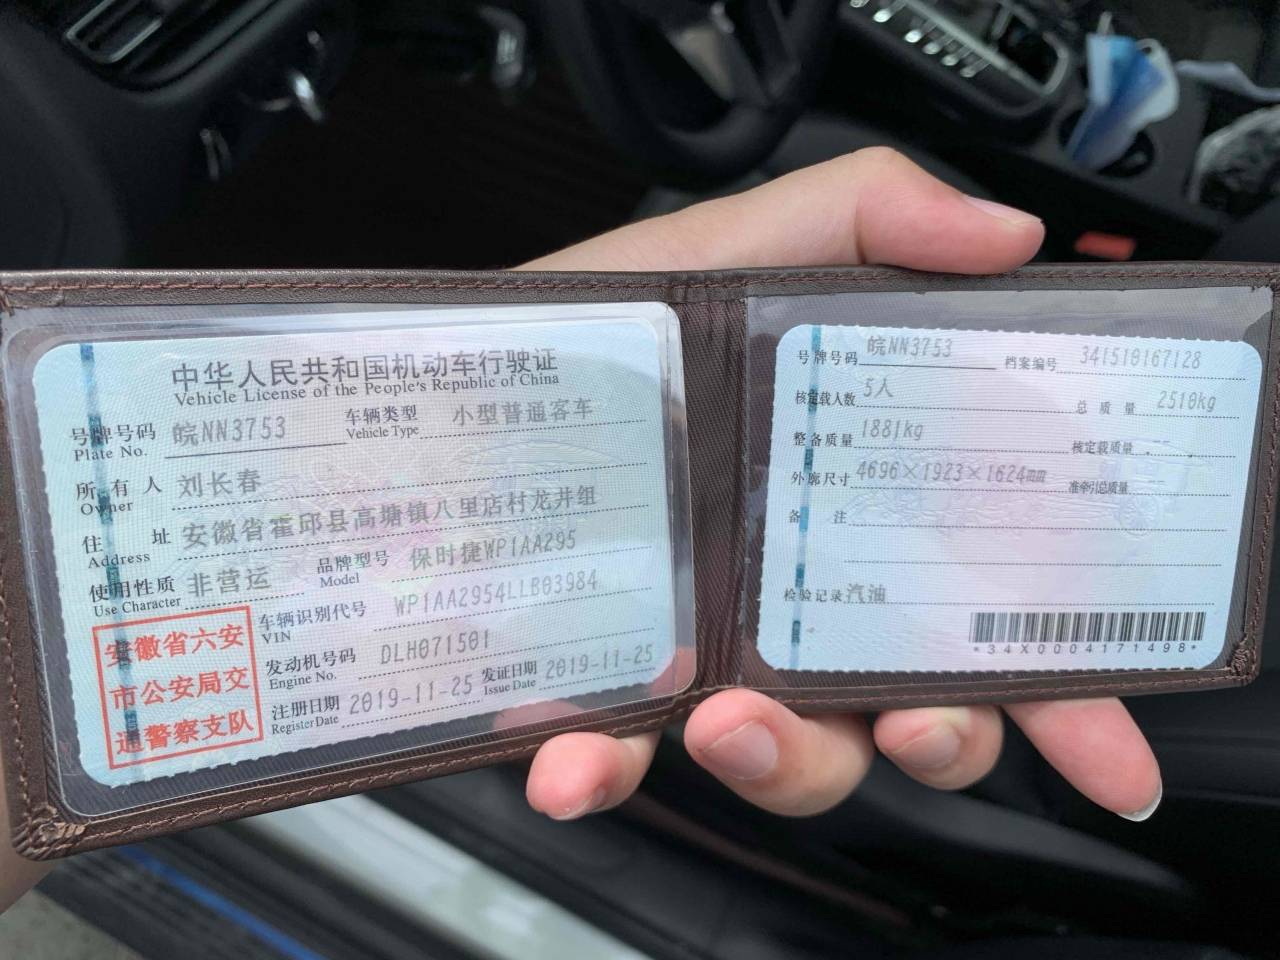 中华人民共和国机动车行驶证
Vehicle License of the People's Republic of China
号牌号码 皖NN3753 车辆类型 小型普通客车
Plate No. Vehicle Type
所有人 刘长春
Owner
住址 安徽省霍邱县高塘镇八里店村龙井组
Address
使用性质 非营运 品牌型号 保时捷WP1AA295
Use Character Model
安徽省六安
市公安局交
通警察支队
车辆识别代号 WP1AA2954LLB03984
VIN
发动机号码 DLH071501
Engine No.
注册日期 2019-11-25 发证日期 2019-11-25
Register Date Issue Date
号牌号码 皖NN3753 档案编号 341510167128
核定载人数 5人 总质量 2510kg
整备质量 1881kg 核定载质量 --
外廓尺寸 4696×1923×1624mm 准牵引总质量 --
备注
检验记录 汽油
*34X0004171498*